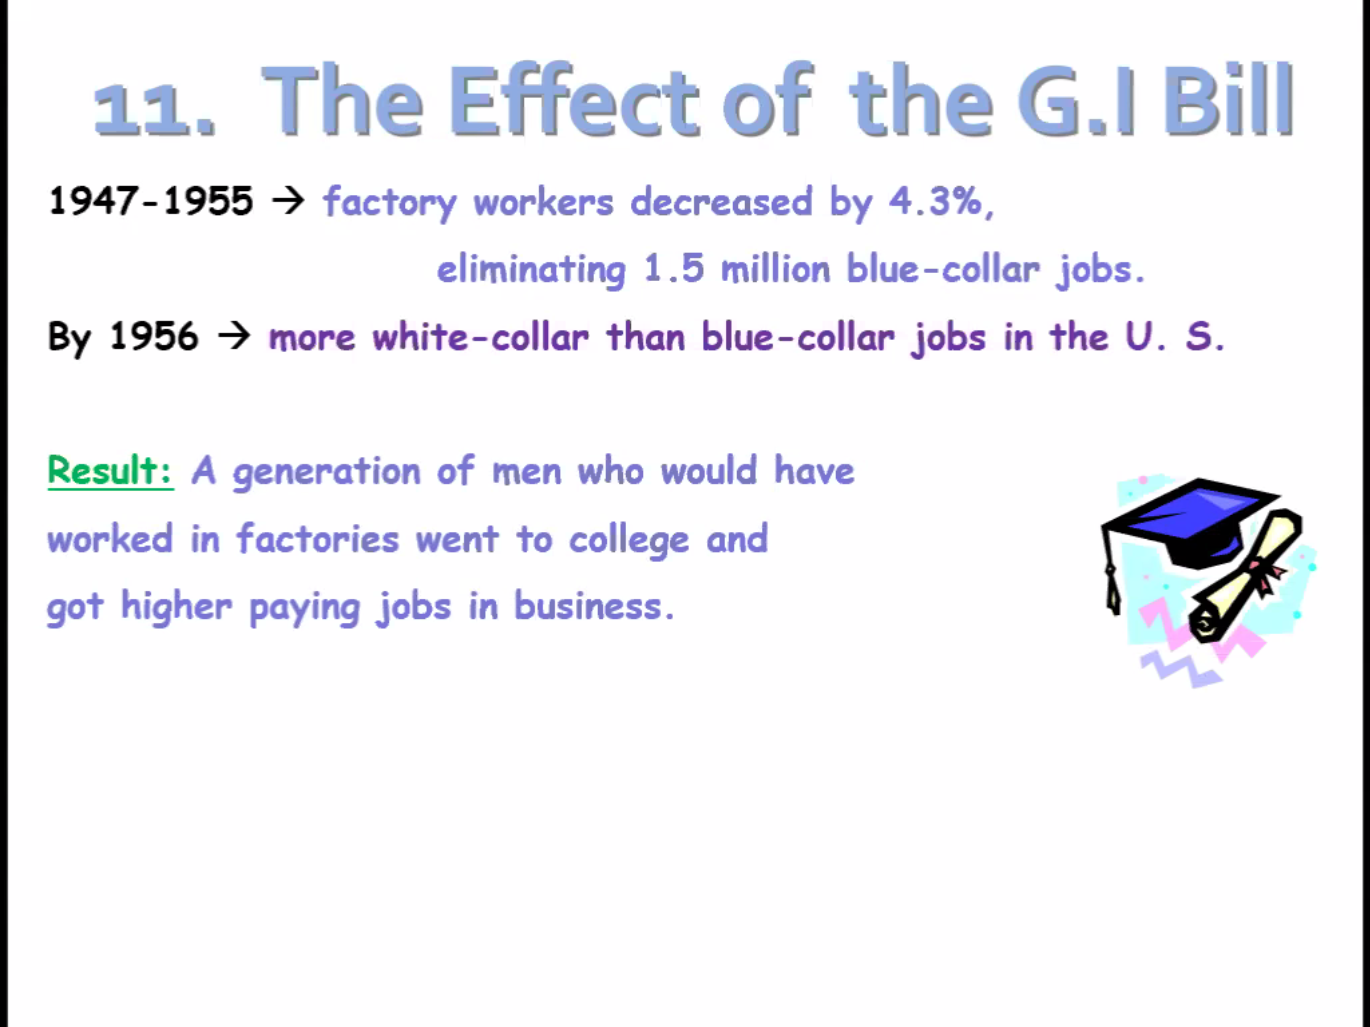 11. The Effect of the G.I Bill
1947-1955 → factory workers decreased by 4.3%,
eliminating 1.5 million blue-collar jobs.
By 1956 → more white-collar than blue-collar jobs in the U. S.
Result: A generation of men who would have
worked in factories went to college and
got higher paying jobs in business.